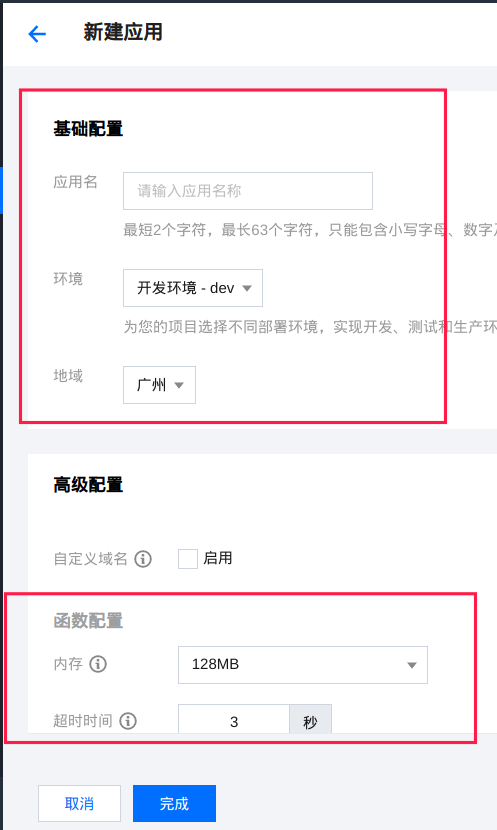 新建应用
基础配置
应用名
请输入应用名称
最短2个字符，最长63个字符，只能包含小写字母、数字
环境
开发环境 - dev
为您的项目选择不同部署环境，实现开发、测试和生产环
地域
广州
高级配置
自定义域名
启用
函数配置
内存
128MB
超时时间
3
秒
取消
完成